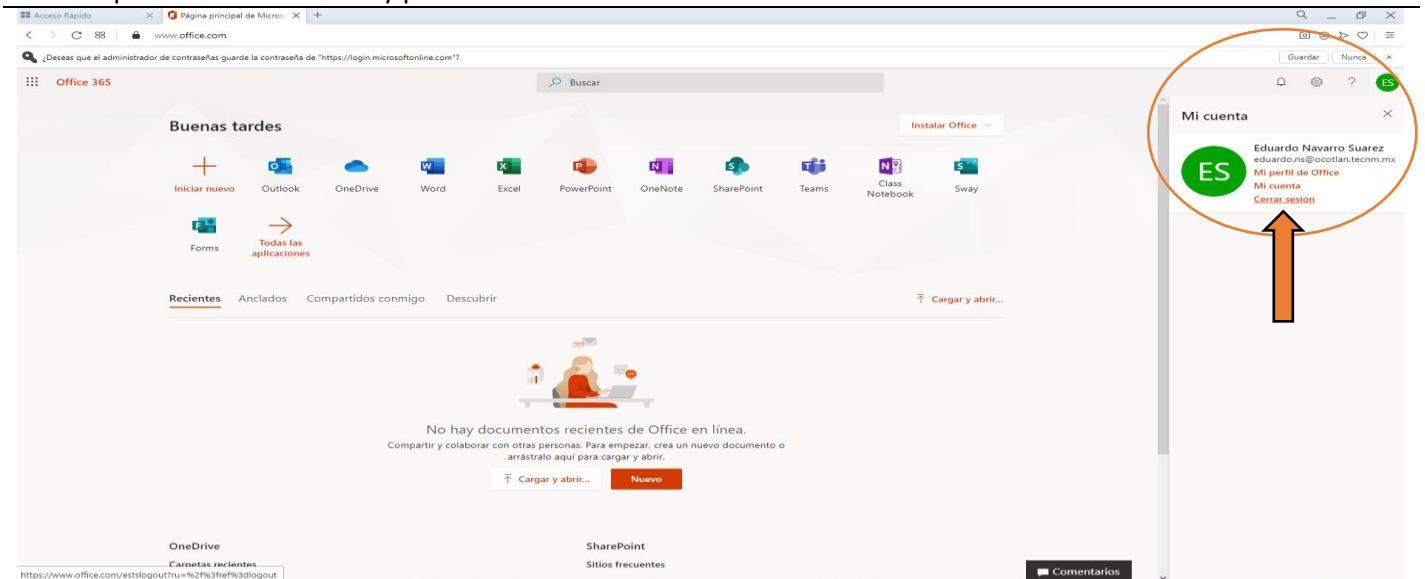 Acceso Rápido
Página principal de Micros
www.office.com
¿Deseas que el administrador de contraseñas guarde la contraseña de "https://login.microsoftonline.com"?
Guardar
Nunca
Office 365
Buscar
ES
Buenas tardes
Instalar Office
Mi cuenta
ES
Eduardo Navarro Suarez
eduardo.ns@ocotlan.tecnm.mx
Mi perfil de Office
Mi cuenta
Cerrar sesión
Iniciar nuevo
Outlook
OneDrive
Word
Excel
PowerPoint
OneNote
SharePoint
Teams
Class
Notebook
Sway
Forms
Todas las
aplicaciones
Recientes
Anclados
Compartidos conmigo
Descubrir
Cargar y abrir...
No hay documentos recientes de Office en línea.
Compartir y colaborar con otras personas. Para empezar, crea un nuevo documento o
arrástralo aquí para cargar y abrir.
Cargar y abrir...
Nuevo
OneDrive
SharePoint
Carpetas recientes
Sitios frecuentes
https://www.office.com/estslogout?ru=%2f%3fref%3dlogout
Comentarios